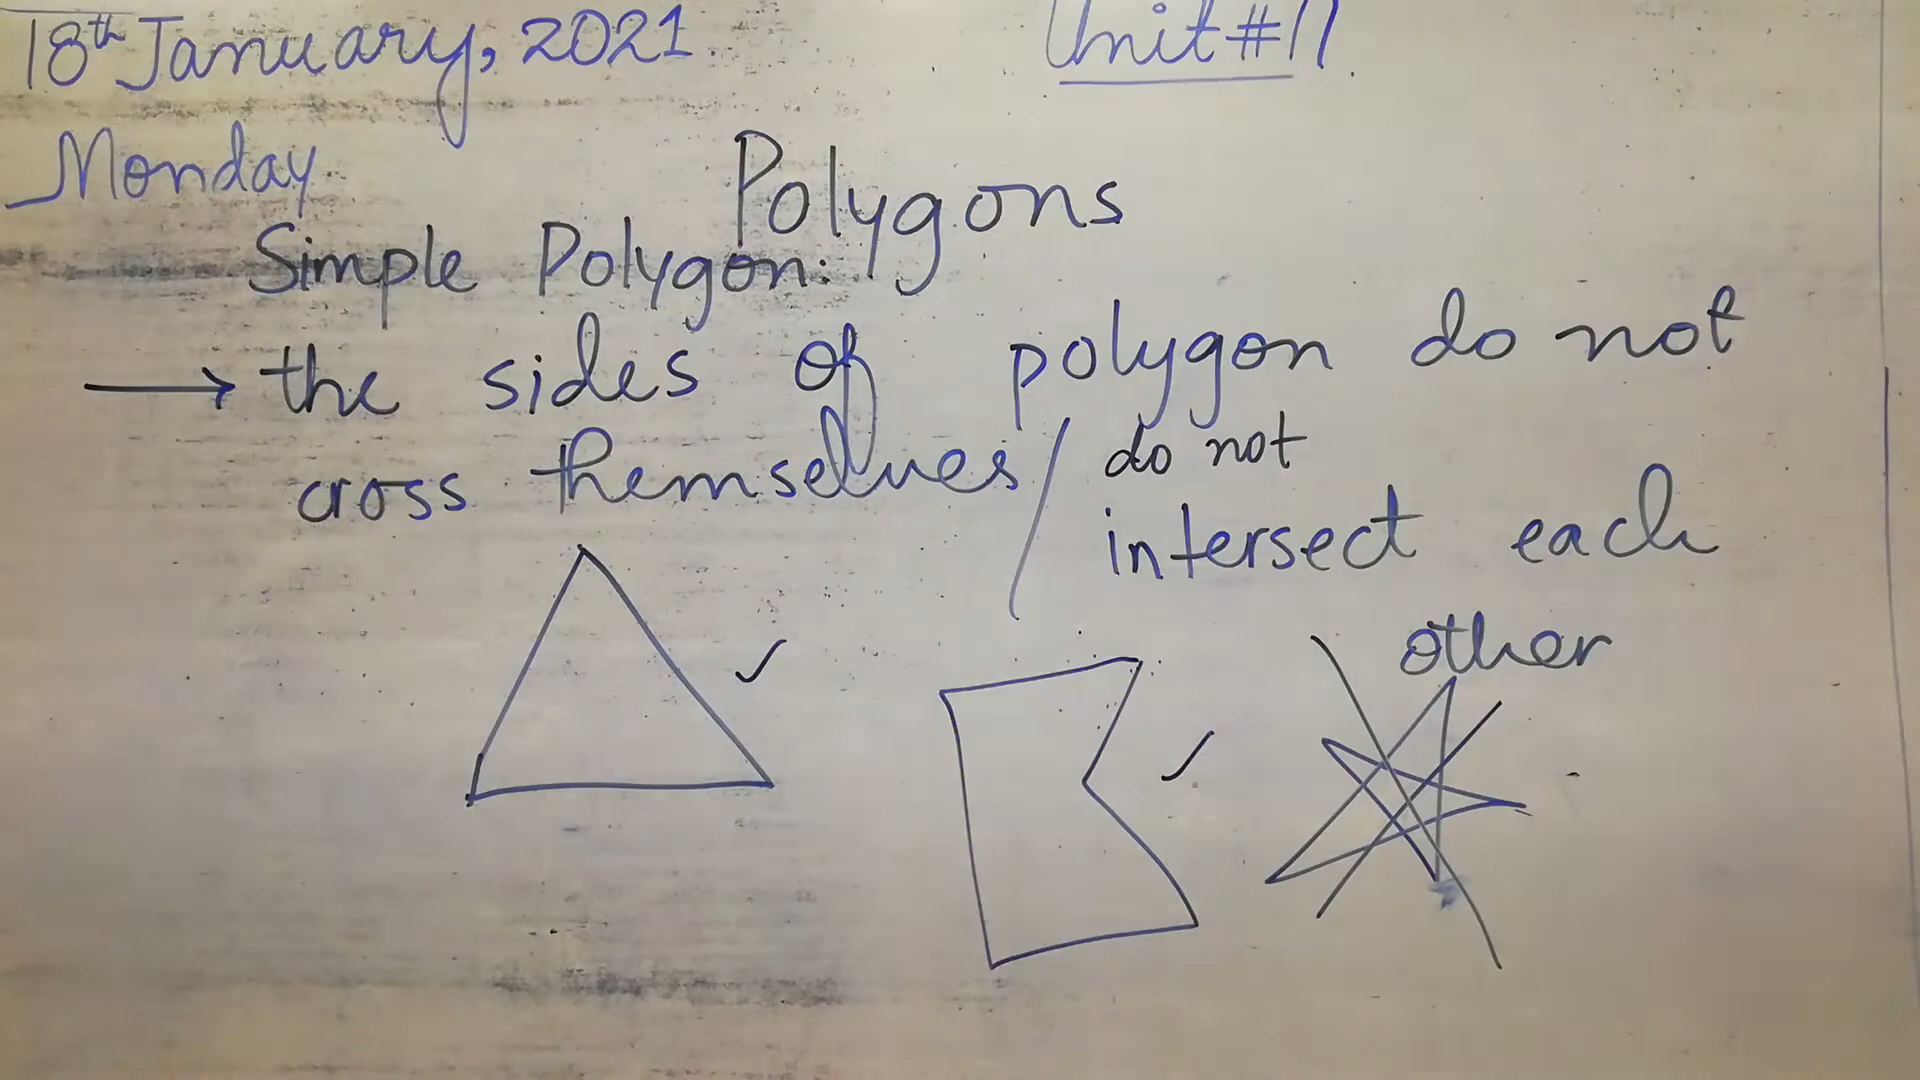 18th January, 2021 Unit #11
Monday
Polygons
Simple Polygon:
→ the sides of polygon do not
cross themselves / do not
intersect each
other